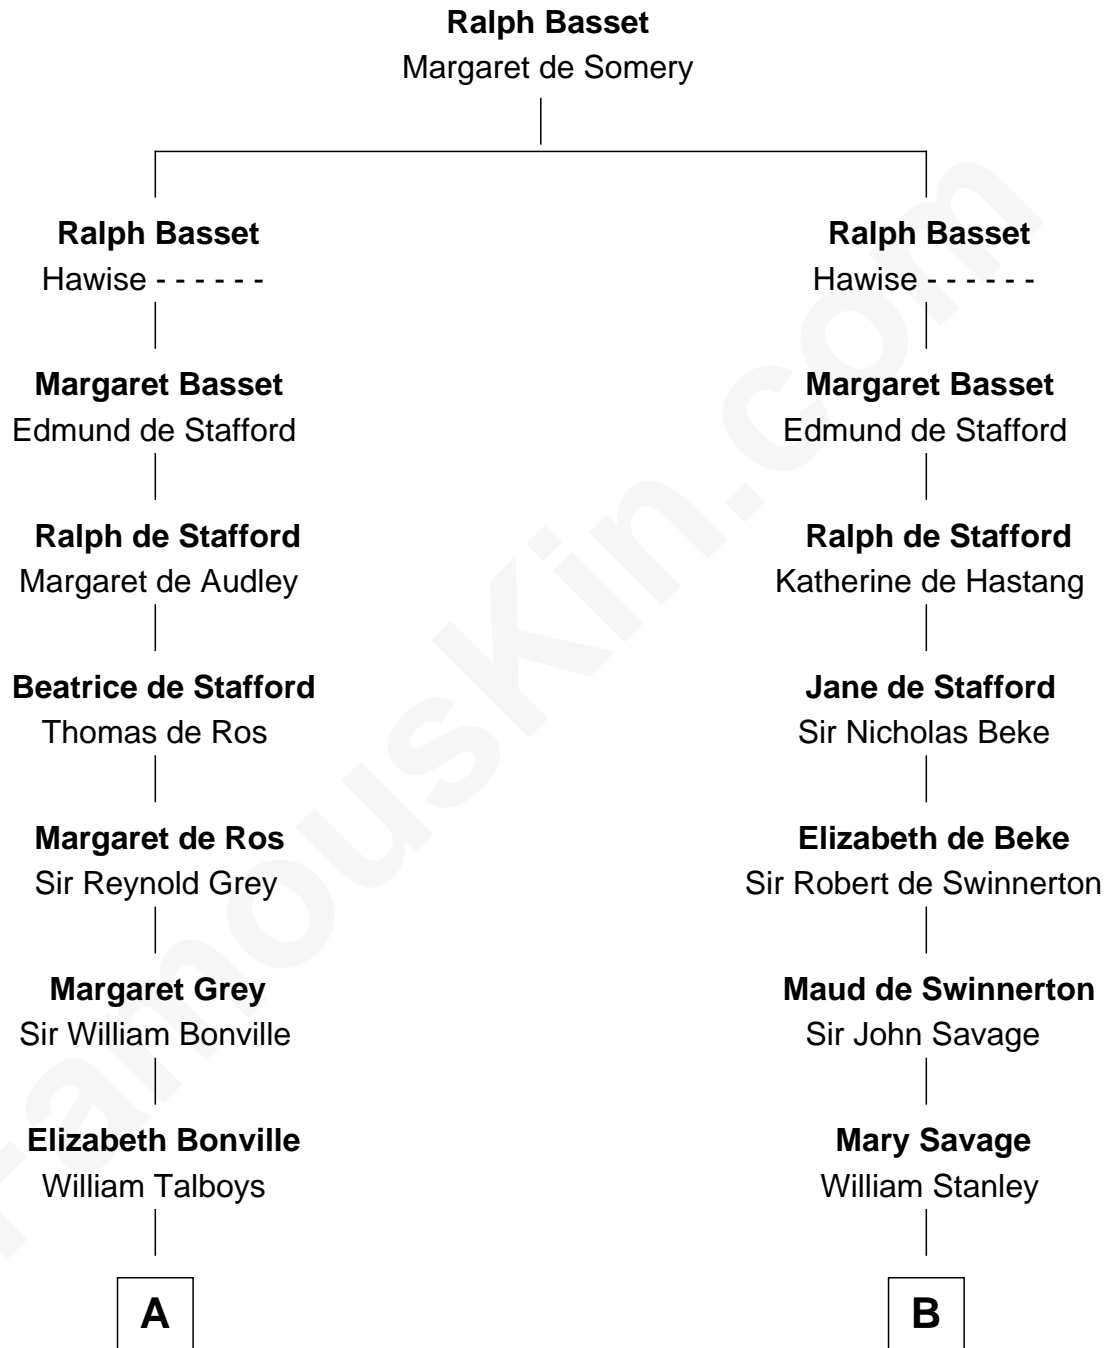 Ralph Basset
Margaret de Somery
Ralph Basset
Hawise - - - - - -
Margaret Basset
Edmund de Stafford
Ralph de Stafford
Margaret de Audley
Beatrice de Stafford
Thomas de Ros
Margaret de Ros
Sir Reynold Grey
Margaret Grey
Sir William Bonville
Elizabeth Bonville
William Talboys
A
Ralph Basset
Hawise - - - - - -
Margaret Basset
Edmund de Stafford
Ralph de Stafford
Katherine de Hastang
Jane de Stafford
Sir Nicholas Beke
Elizabeth de Beke
Sir Robert de Swinnerton
Maud de Swinnerton
Sir John Savage
Mary Savage
William Stanley
B
FamousKin.com